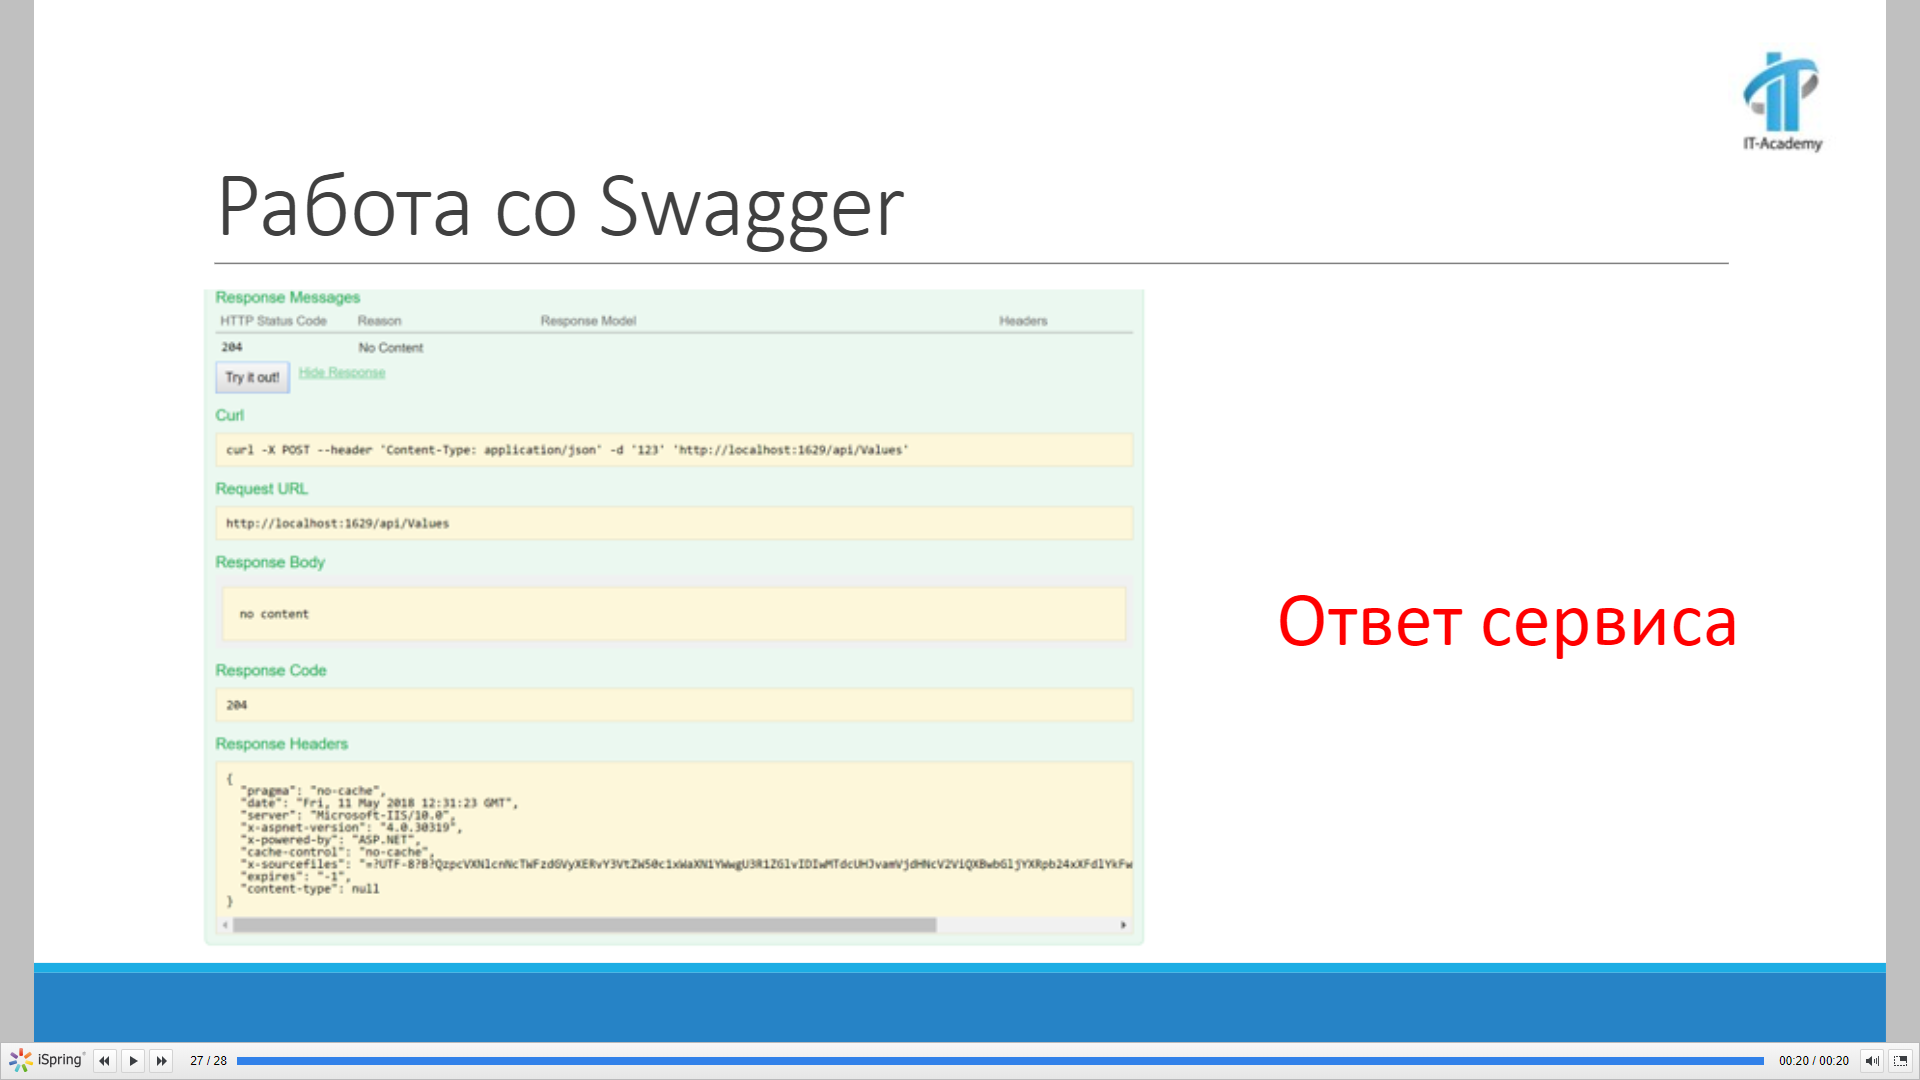 IT-Academy
Работа со Swagger
Response Messages
HTTP Status Code Reason Response Model Headers
204 No Content
Try it out! Hide Response
Curl
curl -X POST --header 'Content-Type: application/json' -d '123' 'http://localhost:1629/api/Values'
Request URL
http://localhost:1629/api/Values
Response Body
no content
Response Code
204
Response Headers
{
"pragma": "no-cache",
"date": "Fri, 11 May 2018 12:31:23 GMT",
"server": "Microsoft-IIS/10.0",
"x-aspnet-version": "4.0.30319",
"x-powered-by": "ASP.NET",
"cache-control": "no-cache",
"x-sourcefiles":
"expires": "-1",
"content-type": null
}
Ответ сервиса
iSpring 27 / 28 00:20 / 00:20